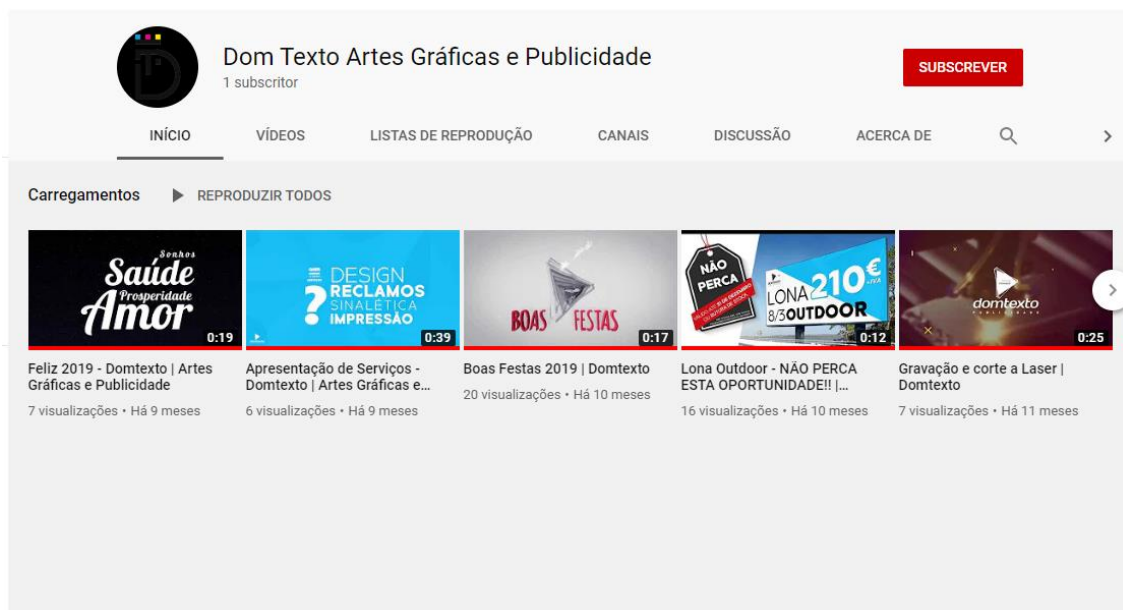 Dom Texto Artes Gráficas e Publicidade
1 subscritor
SUBSCREVER
INÍCIO VÍDEOS LISTAS DE REPRODUÇÃO CANAIS DISCUSSÃO ACERCA DE
Carregamentos REPRODUZIR TODOS
Sonhos
Saúde
Prosperidade
Amor
0:19
DESIGN
RECLAMOS
SINALÉTICA
IMPRESSÃO
0:39
BOAS FESTAS
0:17
NÃO
PERCA
LONA 210€
8/3 OUTDOOR
0:12
domtexto
PUBLICIDADE
0:25
Feliz 2019 - Domtexto | Artes
Gráficas e Publicidade
7 visualizações • Há 9 meses
Apresentação de Serviços -
Domtexto | Artes Gráficas e...
6 visualizações • Há 9 meses
Boas Festas 2019 | Domtexto
20 visualizações • Há 10 meses
Lona Outdoor - NÃO PERCA
ESTA OPORTUNIDADE!! |...
16 visualizações • Há 10 meses
Gravação e corte a Laser |
Domtexto
7 visualizações • Há 11 meses